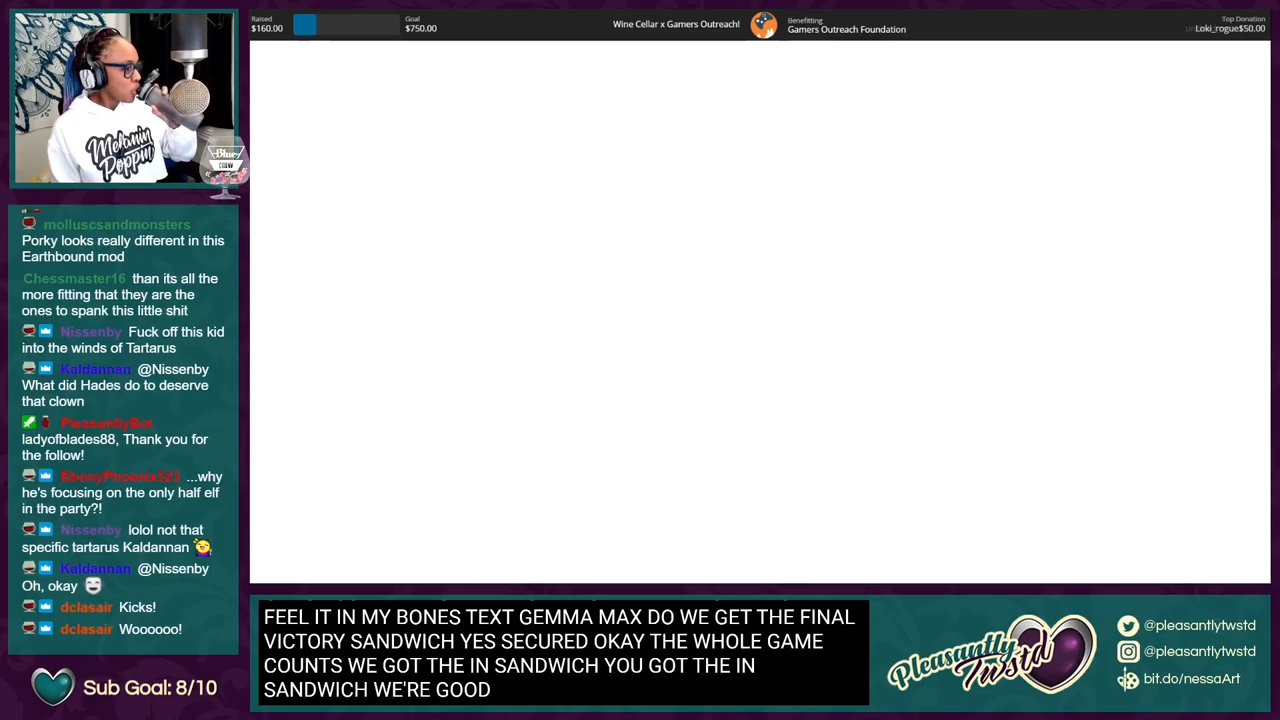 Raised
$160.00
Goal
$750.00
Wine Cellar x Gamers Outreach!
Benefitting
Gamers Outreach Foundation
Top Donation
Loki_rogue$50.00
Melanin
Poppin
Blue
CREW
molluscsandmonsters
Porky looks really different in this
Earthbound mod
Chessmaster16 than its all the
more fitting that they are the
ones to spank this little shit
Nissenby Fuck off this kid
into the winds of Tartarus
Kaldannan @Nissenby
What did Hades do to deserve
that clown
PleasantlyBot
ladyofblades88, Thank you for
the follow!
EbonyPhoenix523 ...why
he's focusing on the only half elf
in the party?!
Nissenby lolol not that
specific tartarus Kaldannan
Kaldannan @Nissenby
Oh, okay
dclasair Kicks!
dclasair Woooooo!
Sub Goal: 8/10
FEEL IT IN MY BONES TEXT GEMMA MAX DO WE GET THE FINAL
VICTORY SANDWICH YES SECURED OKAY THE WHOLE GAME
COUNTS WE GOT THE IN SANDWICH YOU GOT THE IN
SANDWICH WE'RE GOOD
Pleasantly
Twstd
@pleasantlytwstd
@pleasantlytwstd
bit.do/nessaArt